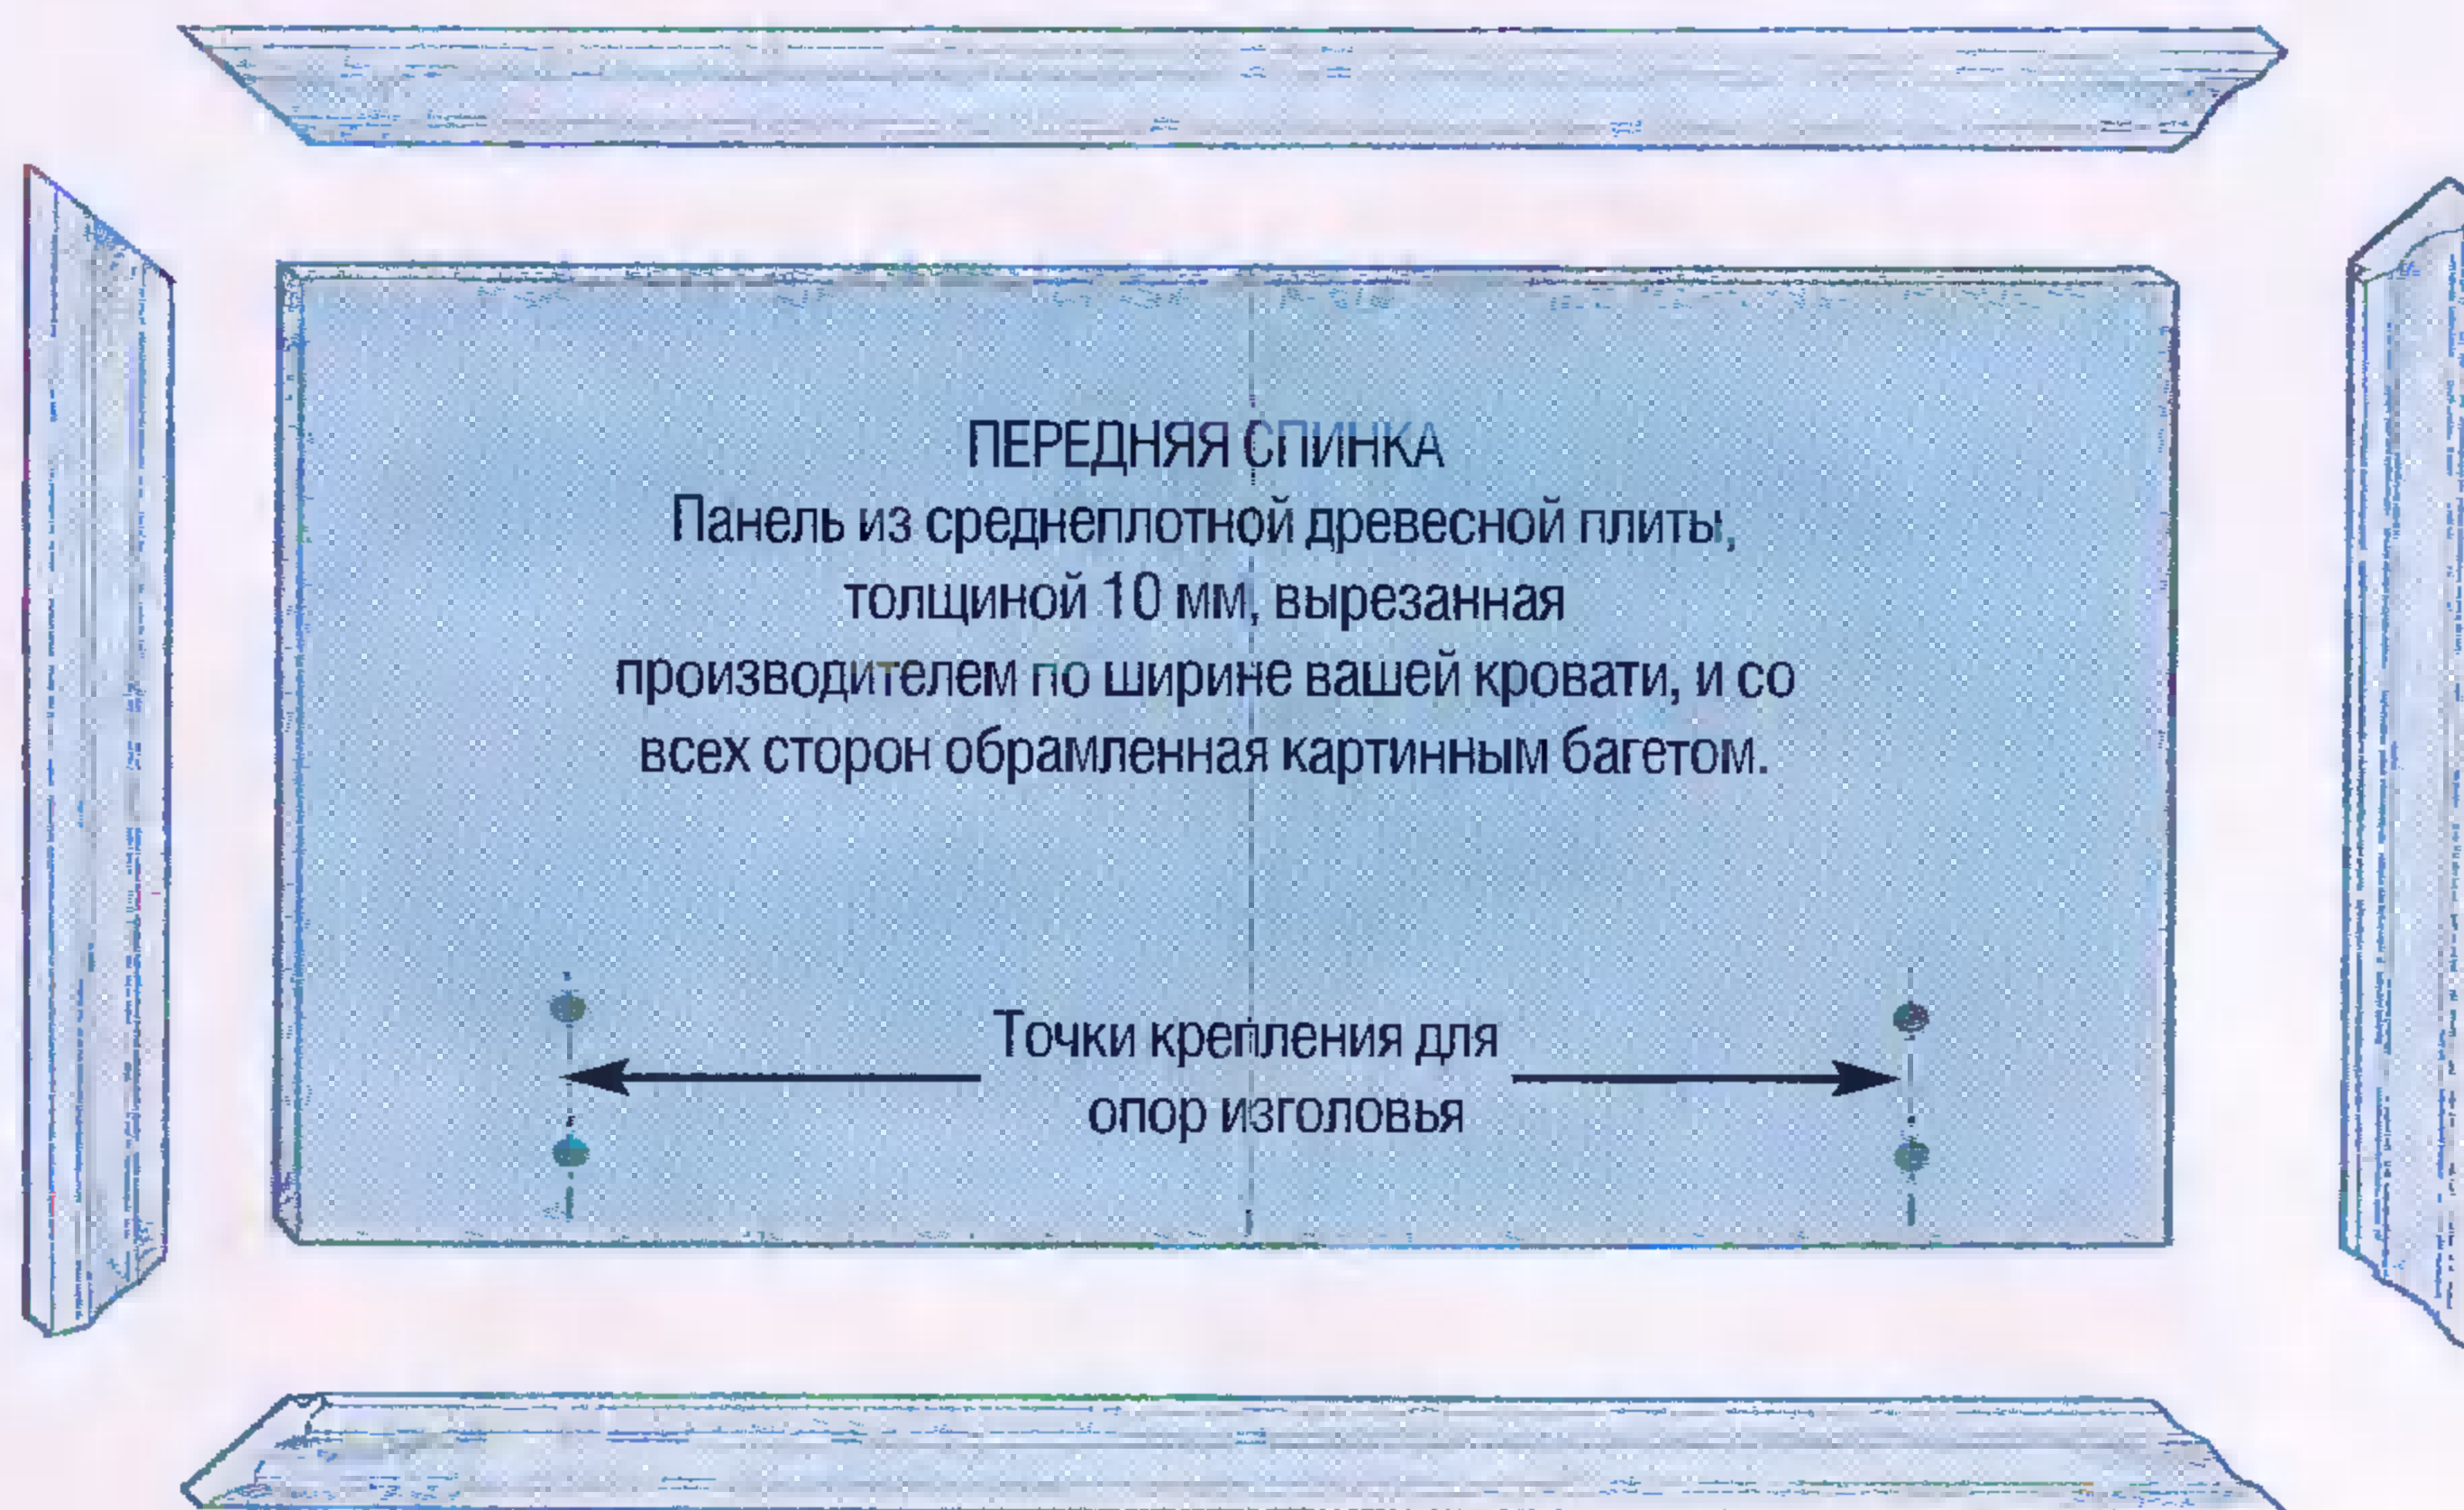 ПЕРЕДНЯЯ СПИНКА
Панель из среднеплотной древесной плиты,
толщиной 10 мм, вырезанная
производителем по ширине вашей кровати, и со
всех сторон обрамленная картинным багетом.
Точки крепления для
опор изголовья